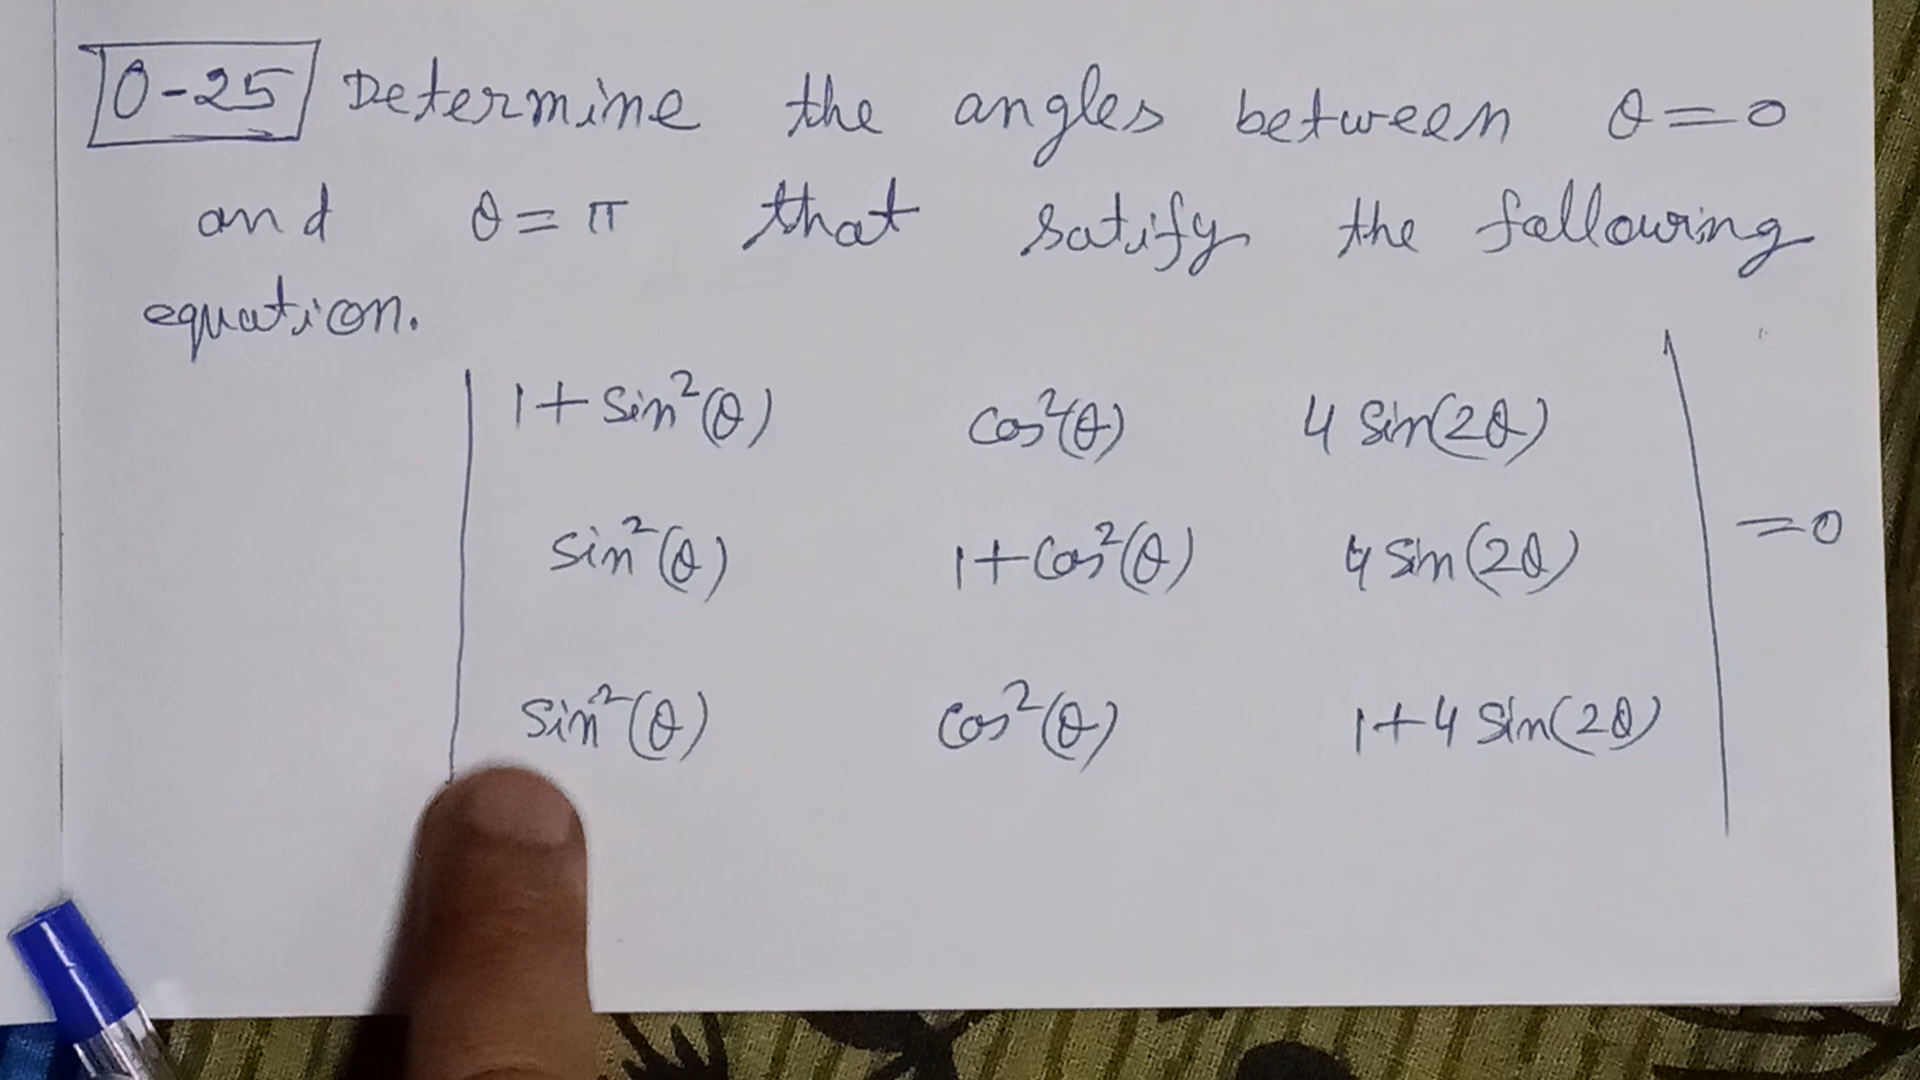 Q-25 Determine the angles between θ=0
and θ=π that satify the following
equation.
1+Sin²(θ) Cos²(θ) 4 Sin(2θ)
Sin²(θ) 1+Cos²(θ) 4 Sin(2θ) =0
Sin²(θ) Cos²(θ) 1+4 Sin(2θ)